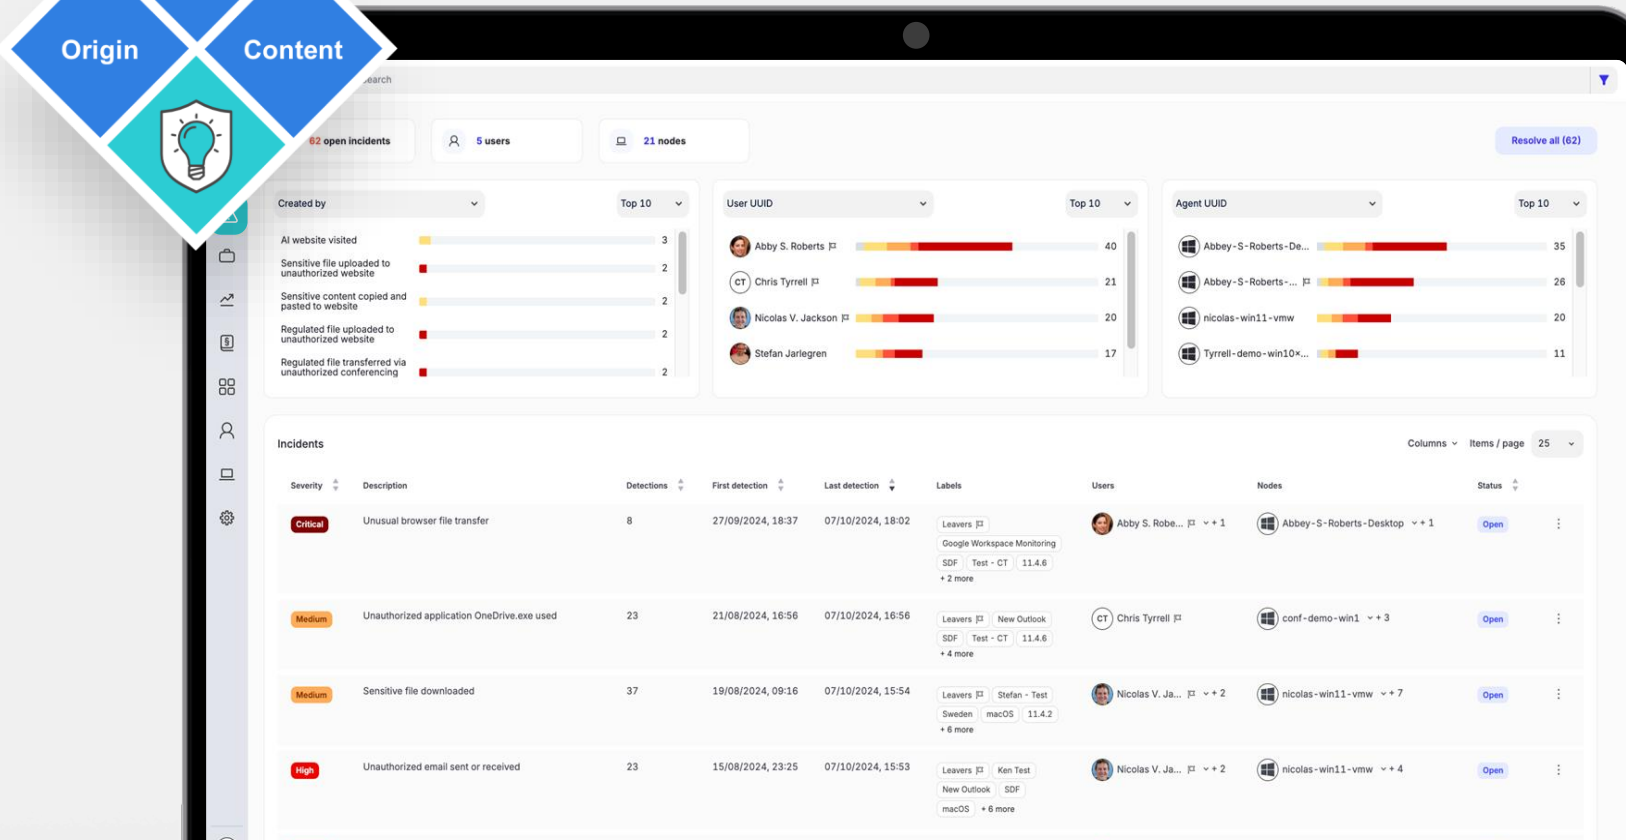 Origin
Content
earch
62 open incidents
5 users
21 nodes
Resolve all (62)
Created by
Top 10
AI website visited
3
Sensitive file uploaded to
unauthorized website
2
Sensitive content copied and
pasted to website
2
Regulated file uploaded to
unauthorized website
2
Regulated file transferred via
unauthorized conferencing
2
User UUID
Top 10
Abby S. Roberts
40
CT
Chris Tyrrell
21
Nicolas V. Jackson
20
Stefan Jarlegren
17
Agent UUID
Top 10
Abbey-S-Roberts-De...
35
Abbey-S-Roberts-...
26
nicolas-win11-vmw
20
Tyrrell-demo-win10×...
11
Incidents
Columns
Items / page
25
Severity
Description
Detections
First detection
Last detection
Labels
Users
Nodes
Status
Critical
Unusual browser file transfer
8
27/09/2024, 18:37
07/10/2024, 18:02
Leavers
Google Workspace Monitoring
SDF
Test - CT
11.4.6
+ 2 more
Abby S. Robe...
+ 1
Abbey-S-Roberts-Desktop
+ 1
Open
Medium
Unauthorized application OneDrive.exe used
23
21/08/2024, 16:56
07/10/2024, 16:56
Leavers
New Outlook
SDF
Test - CT
11.4.6
+ 4 more
CT
Chris Tyrrell
conf-demo-win1
+ 3
Open
Medium
Sensitive file downloaded
37
19/08/2024, 09:16
07/10/2024, 15:54
Leavers
Stefan - Test
Sweden
macOS
11.4.2
+ 6 more
Nicolas V. Ja...
+ 2
nicolas-win11-vmw
+ 7
Open
High
Unauthorized email sent or received
23
15/08/2024, 23:25
07/10/2024, 15:53
Leavers
Ken Test
New Outlook
SDF
macOS
+ 6 more
Nicolas V. Ja...
+ 2
nicolas-win11-vmw
+ 4
Open